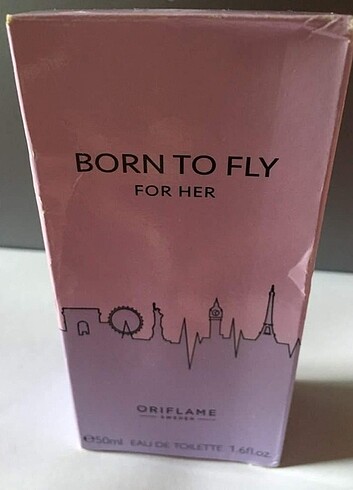 BORN TO FLY
FOR HER
ORIFLAME
SWEDEN
℮50ml EAU DE TOILETTE 1.6fl.oz.